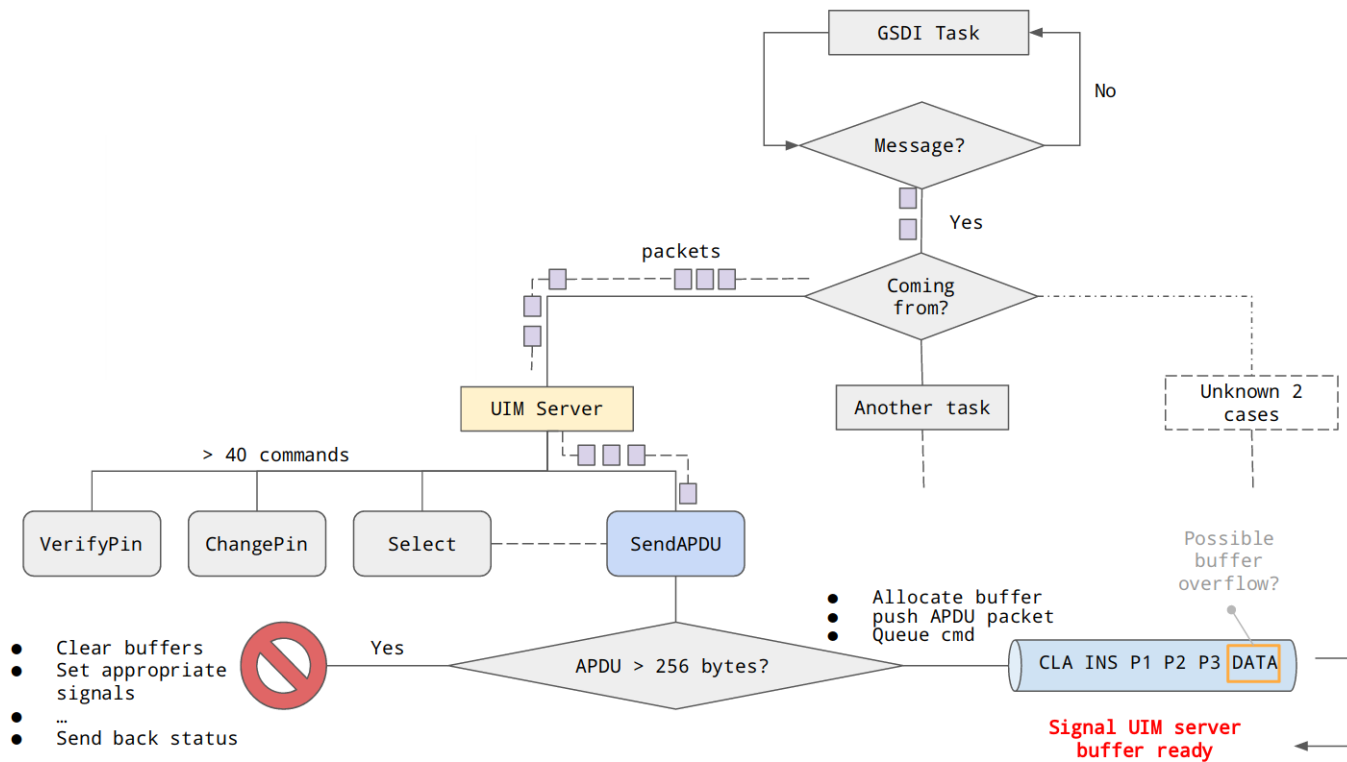 GSDI Task
No
Message?
Yes
packets
Coming
from?
UIM Server
Another task
Unknown 2
cases
> 40 commands
VerifyPin
ChangePin
Select
SendAPDU
Possible
buffer
overflow?
● Allocate buffer
● push APDU packet
● Queue cmd
● Clear buffers
● Set appropriate
signals
● …
● Send back status
Yes
APDU > 256 bytes?
CLA INS P1 P2 P3 DATA
Signal UIM server
buffer ready